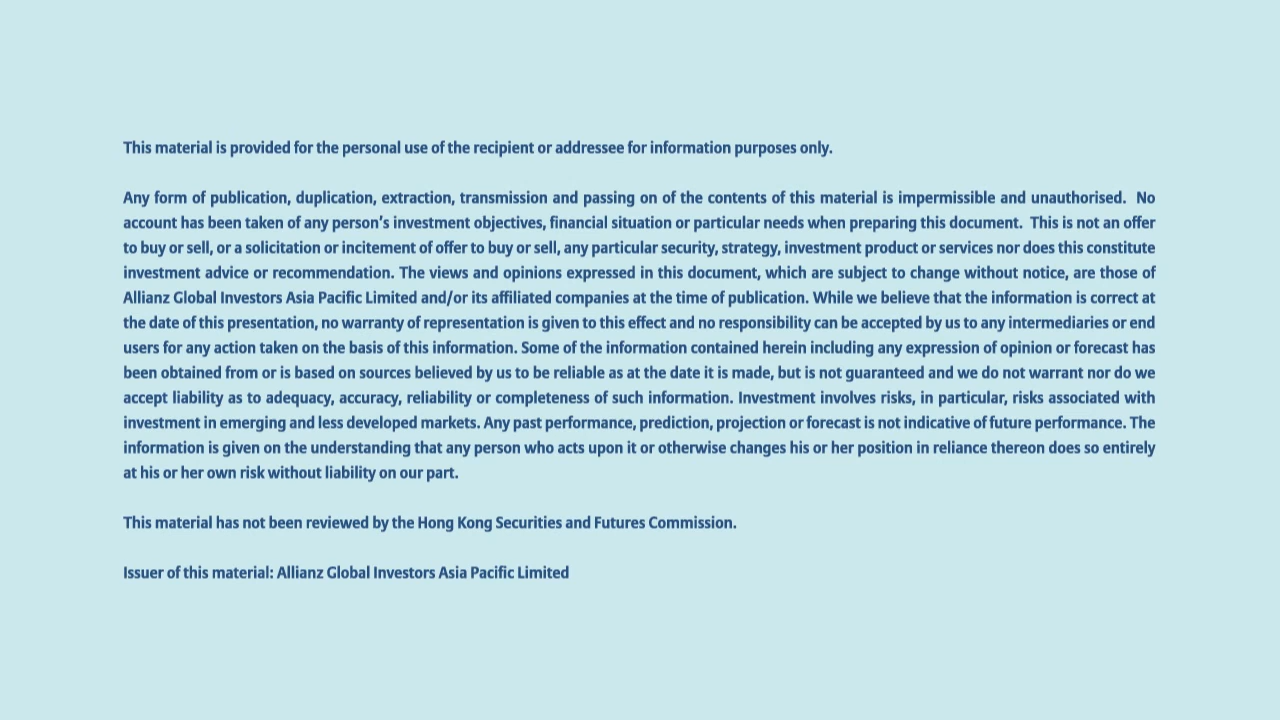 This material is provided for the personal use of the recipient or addressee for information purposes only.
Any form of publication, duplication, extraction, transmission and passing on of the contents of this material is impermissible and unauthorised.  No
account has been taken of any person's investment objectives, financial situation or particular needs when preparing this document.  This is not an offer
to buy or sell, or a solicitation or incitement of offer to buy or sell, any particular security, strategy, investment product or services nor does this constitute
investment advice or recommendation. The views and opinions expressed in this document, which are subject to change without notice, are those of
Allianz Global Investors Asia Pacific Limited and/or its affiliated companies at the time of publication. While we believe that the information is correct at
the date of this presentation, no warranty of representation is given to this effect and no responsibility can be accepted by us to any intermediaries or end
users for any action taken on the basis of this information. Some of the information contained herein including any expression of opinion or forecast has
been obtained from or is based on sources believed by us to be reliable as at the date it is made, but is not guaranteed and we do not warrant nor do we
accept liability as to adequacy, accuracy, reliability or completeness of such information. Investment involves risks, in particular, risks associated with
investment in emerging and less developed markets. Any past performance, prediction, projection or forecast is not indicative of future performance. The
information is given on the understanding that any person who acts upon it or otherwise changes his or her position in reliance thereon does so entirely
at his or her own risk without liability on our part.
This material has not been reviewed by the Hong Kong Securities and Futures Commission.
Issuer of this material: Allianz Global Investors Asia Pacific Limited